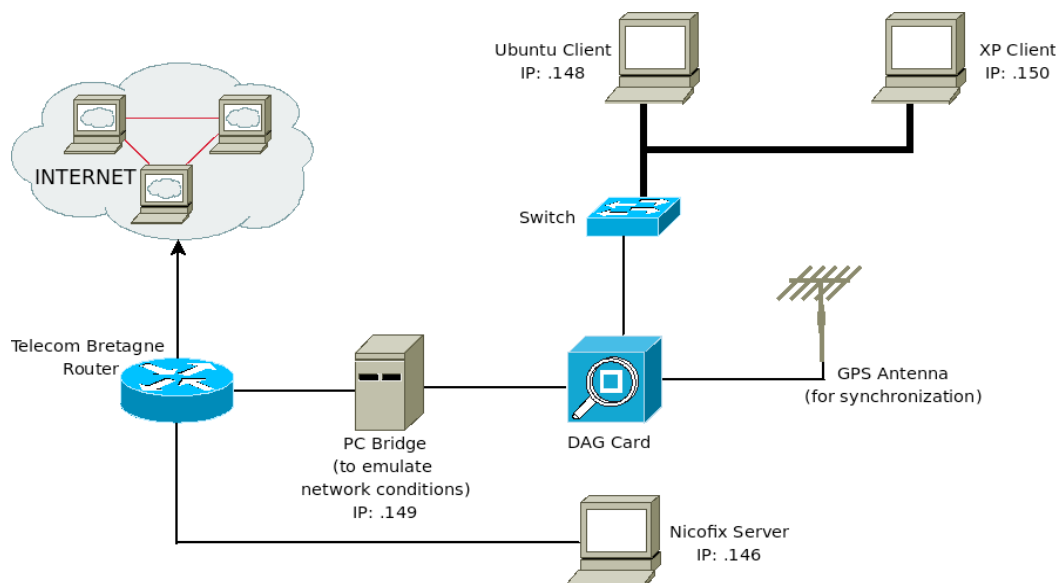 Ubuntu Client
IP: .148
XP Client
IP: .150
INTERNET
Switch
Telecom Bretagne
Router
GPS Antenna
(for synchronization)
PC Bridge
(to emulate
network conditions)
IP: .149
DAG Card
Nicofix Server
IP: .146